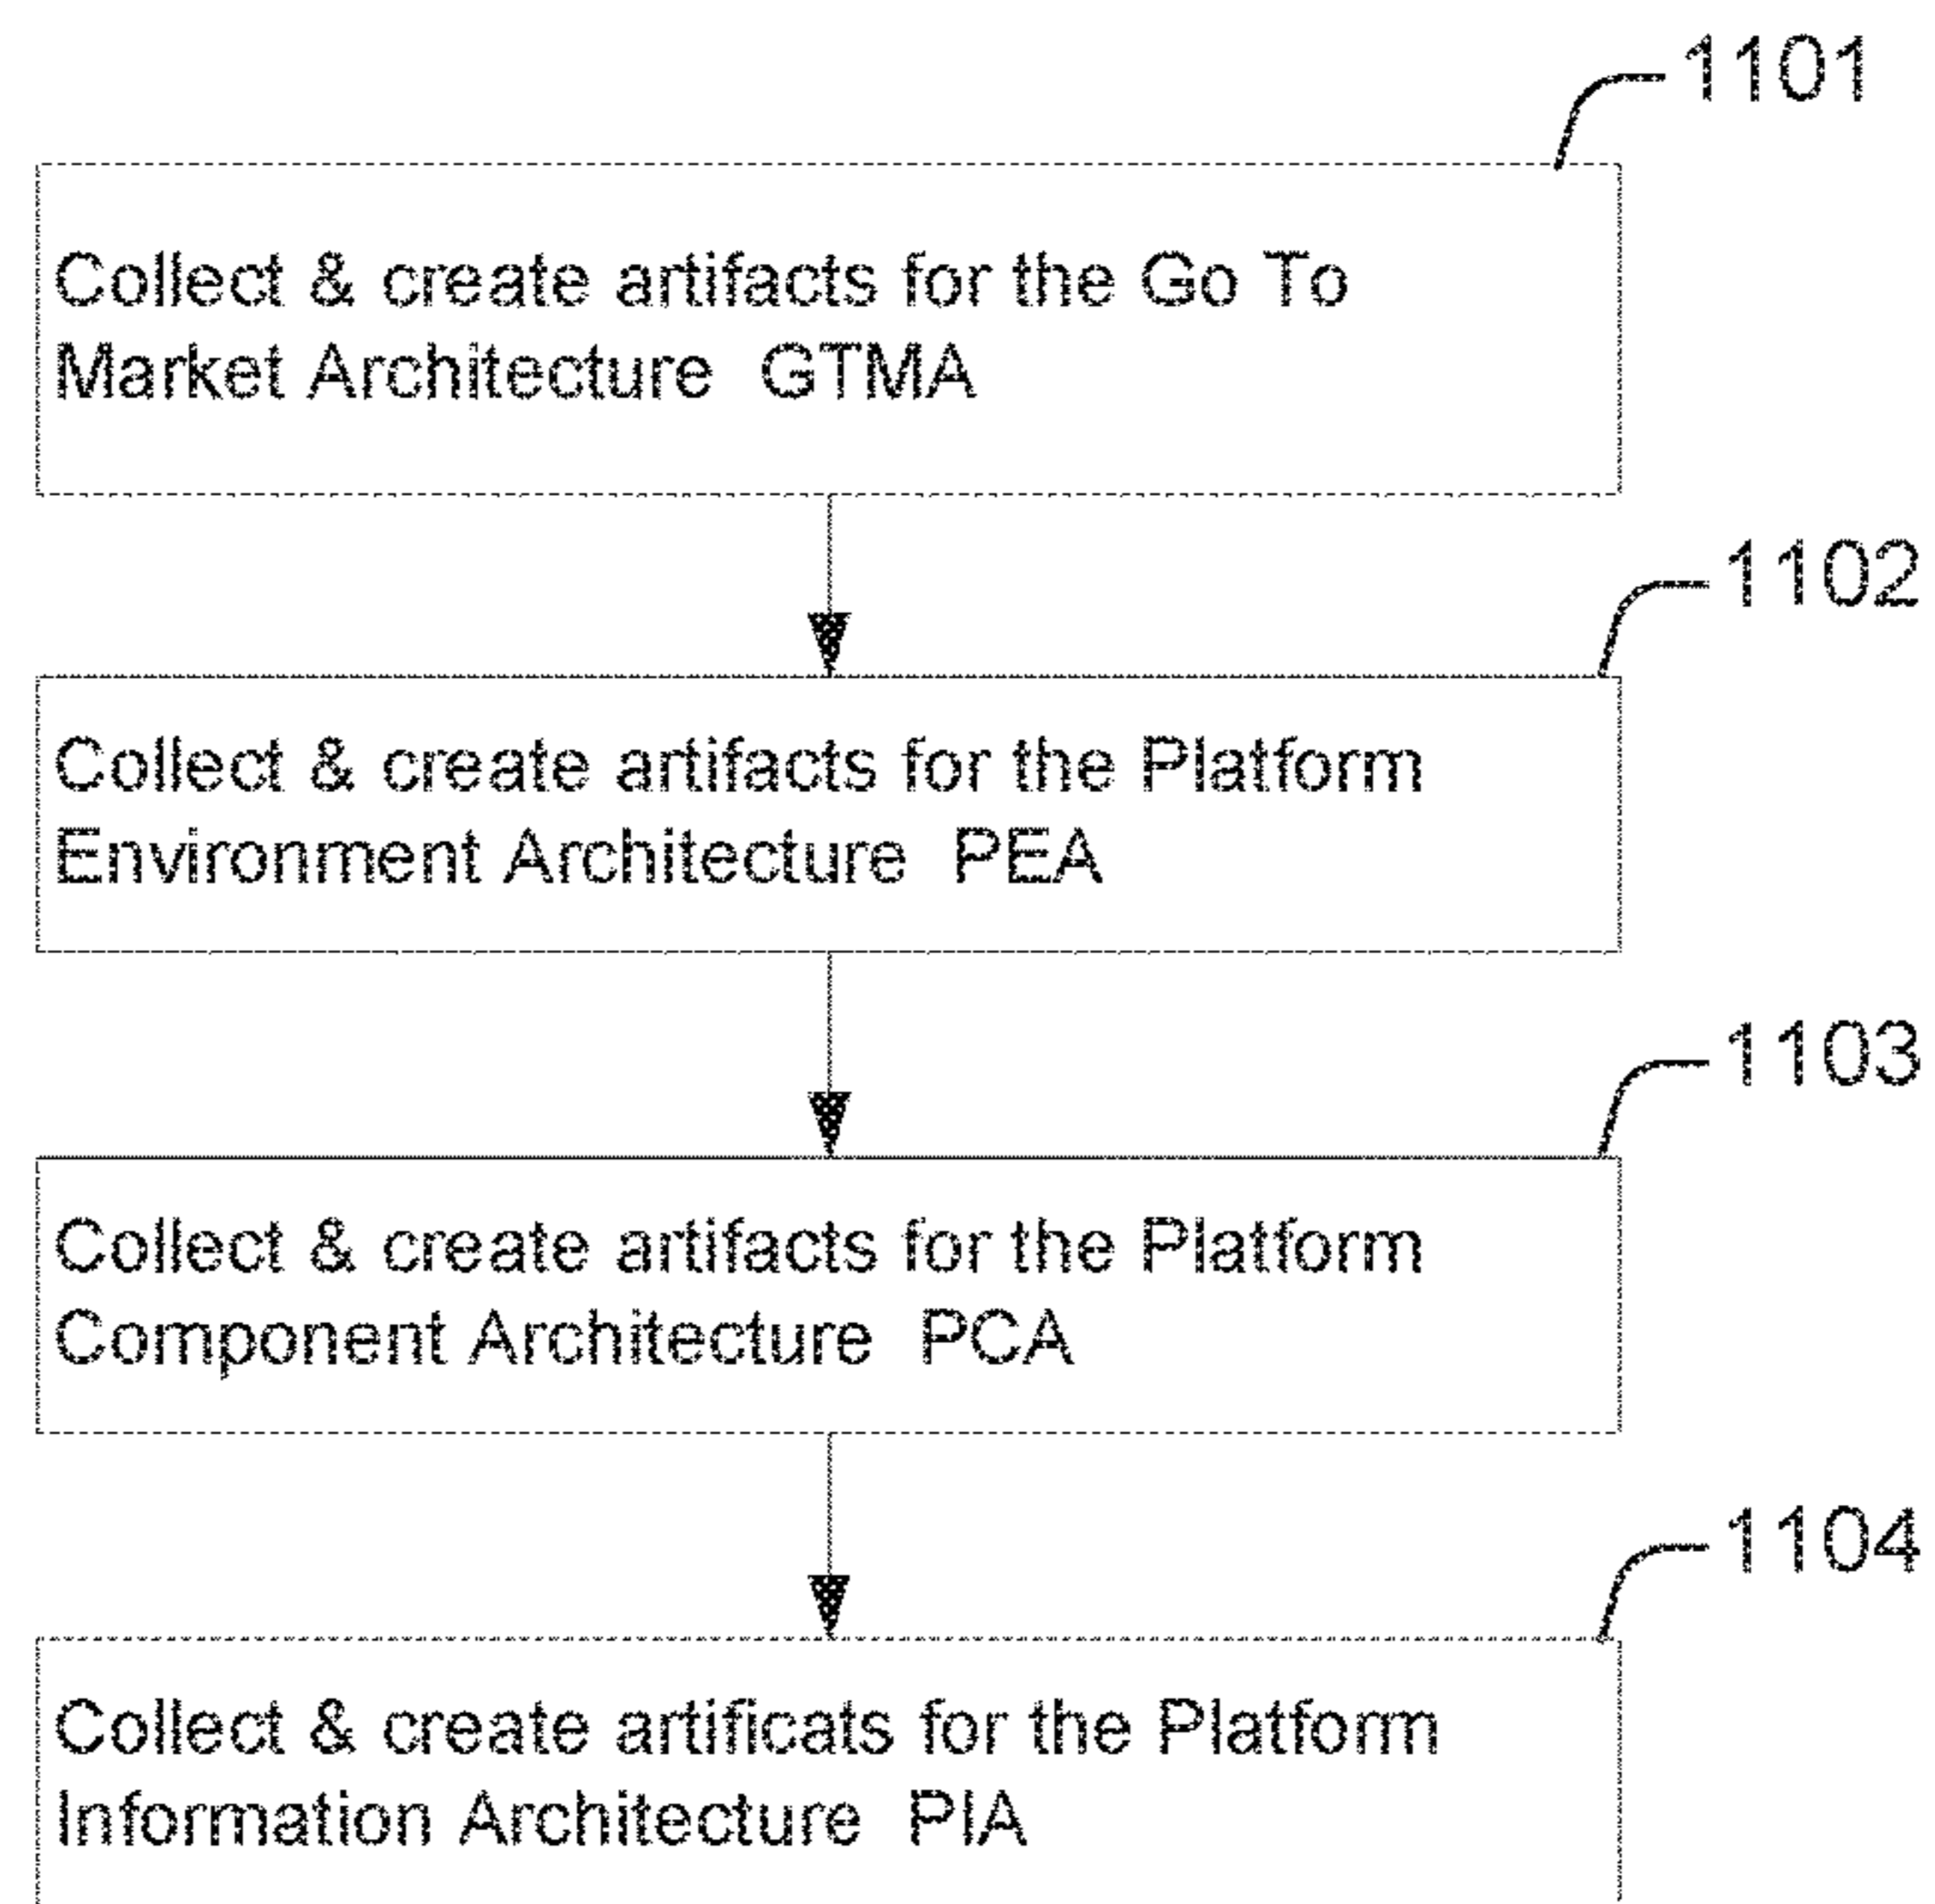 1101
Collect & create artifacts for the Go To
Market Architecture GTMA
1102
Collect & create artifacts for the Platform
Environment Architecture PEA
1103
Collect & create artifacts for the Platform
Component Architecture PCA
1104
Collect & create artificats for the Platform
Information Architecture PIA